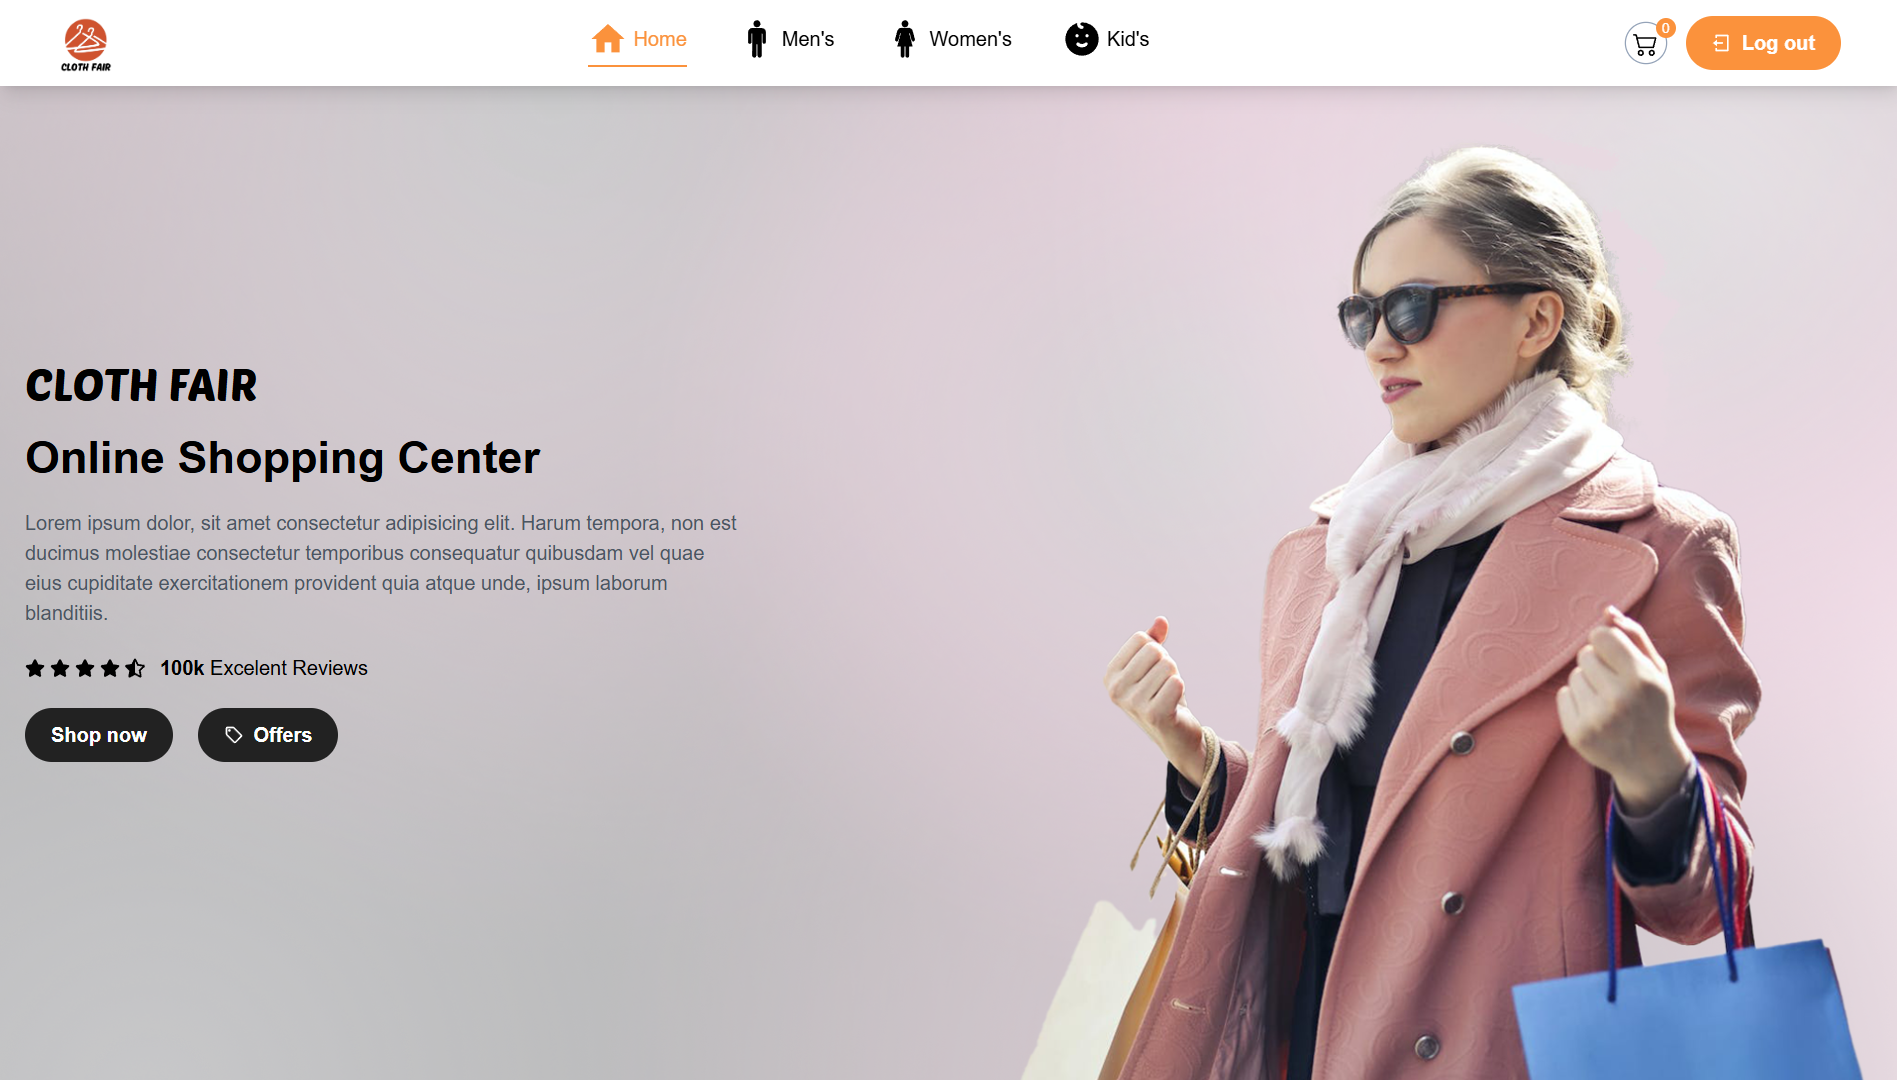 CLOTH FAIR
Home
Men's
Women's
Kid's
0
Log out
CLOTH FAIR
Online Shopping Center
Lorem ipsum dolor, sit amet consectetur adipisicing elit. Harum tempora, non est
ducimus molestiae consectetur temporibus consequatur quibusdam vel quae
eius cupiditate exercitationem provident quia atque unde, ipsum laborum
blanditiis.
100k Excelent Reviews
Shop now
Offers